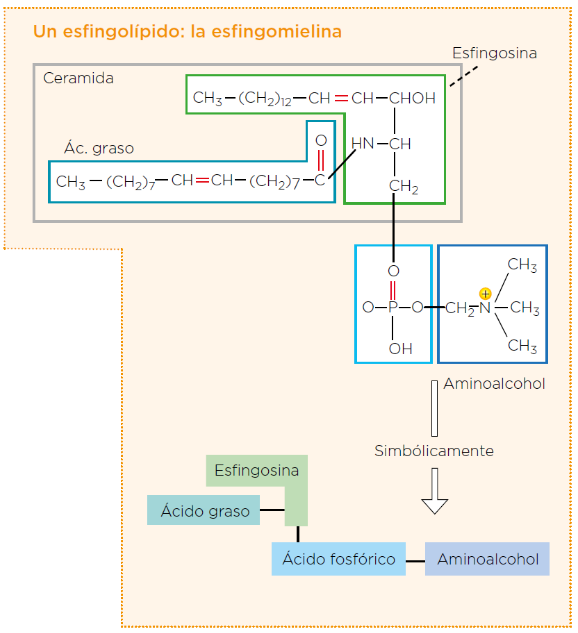 Un esfingolípido: la esfingomielina
Esfingosina
Ceramida
CH₃—(CH₂)₁₂—CH=CH—CHOH
Ác. graso
O
HN—CH
CH₃—(CH₂)₇—CH=CH—(CH₂)₇—C
CH₂
O
CH₃
+
O—P—O—CH₂—N—CH₃
OH
CH₃
Aminoalcohol
Simbólicamente
Esfingosina
Ácido graso
Ácido fosfórico
Aminoalcohol